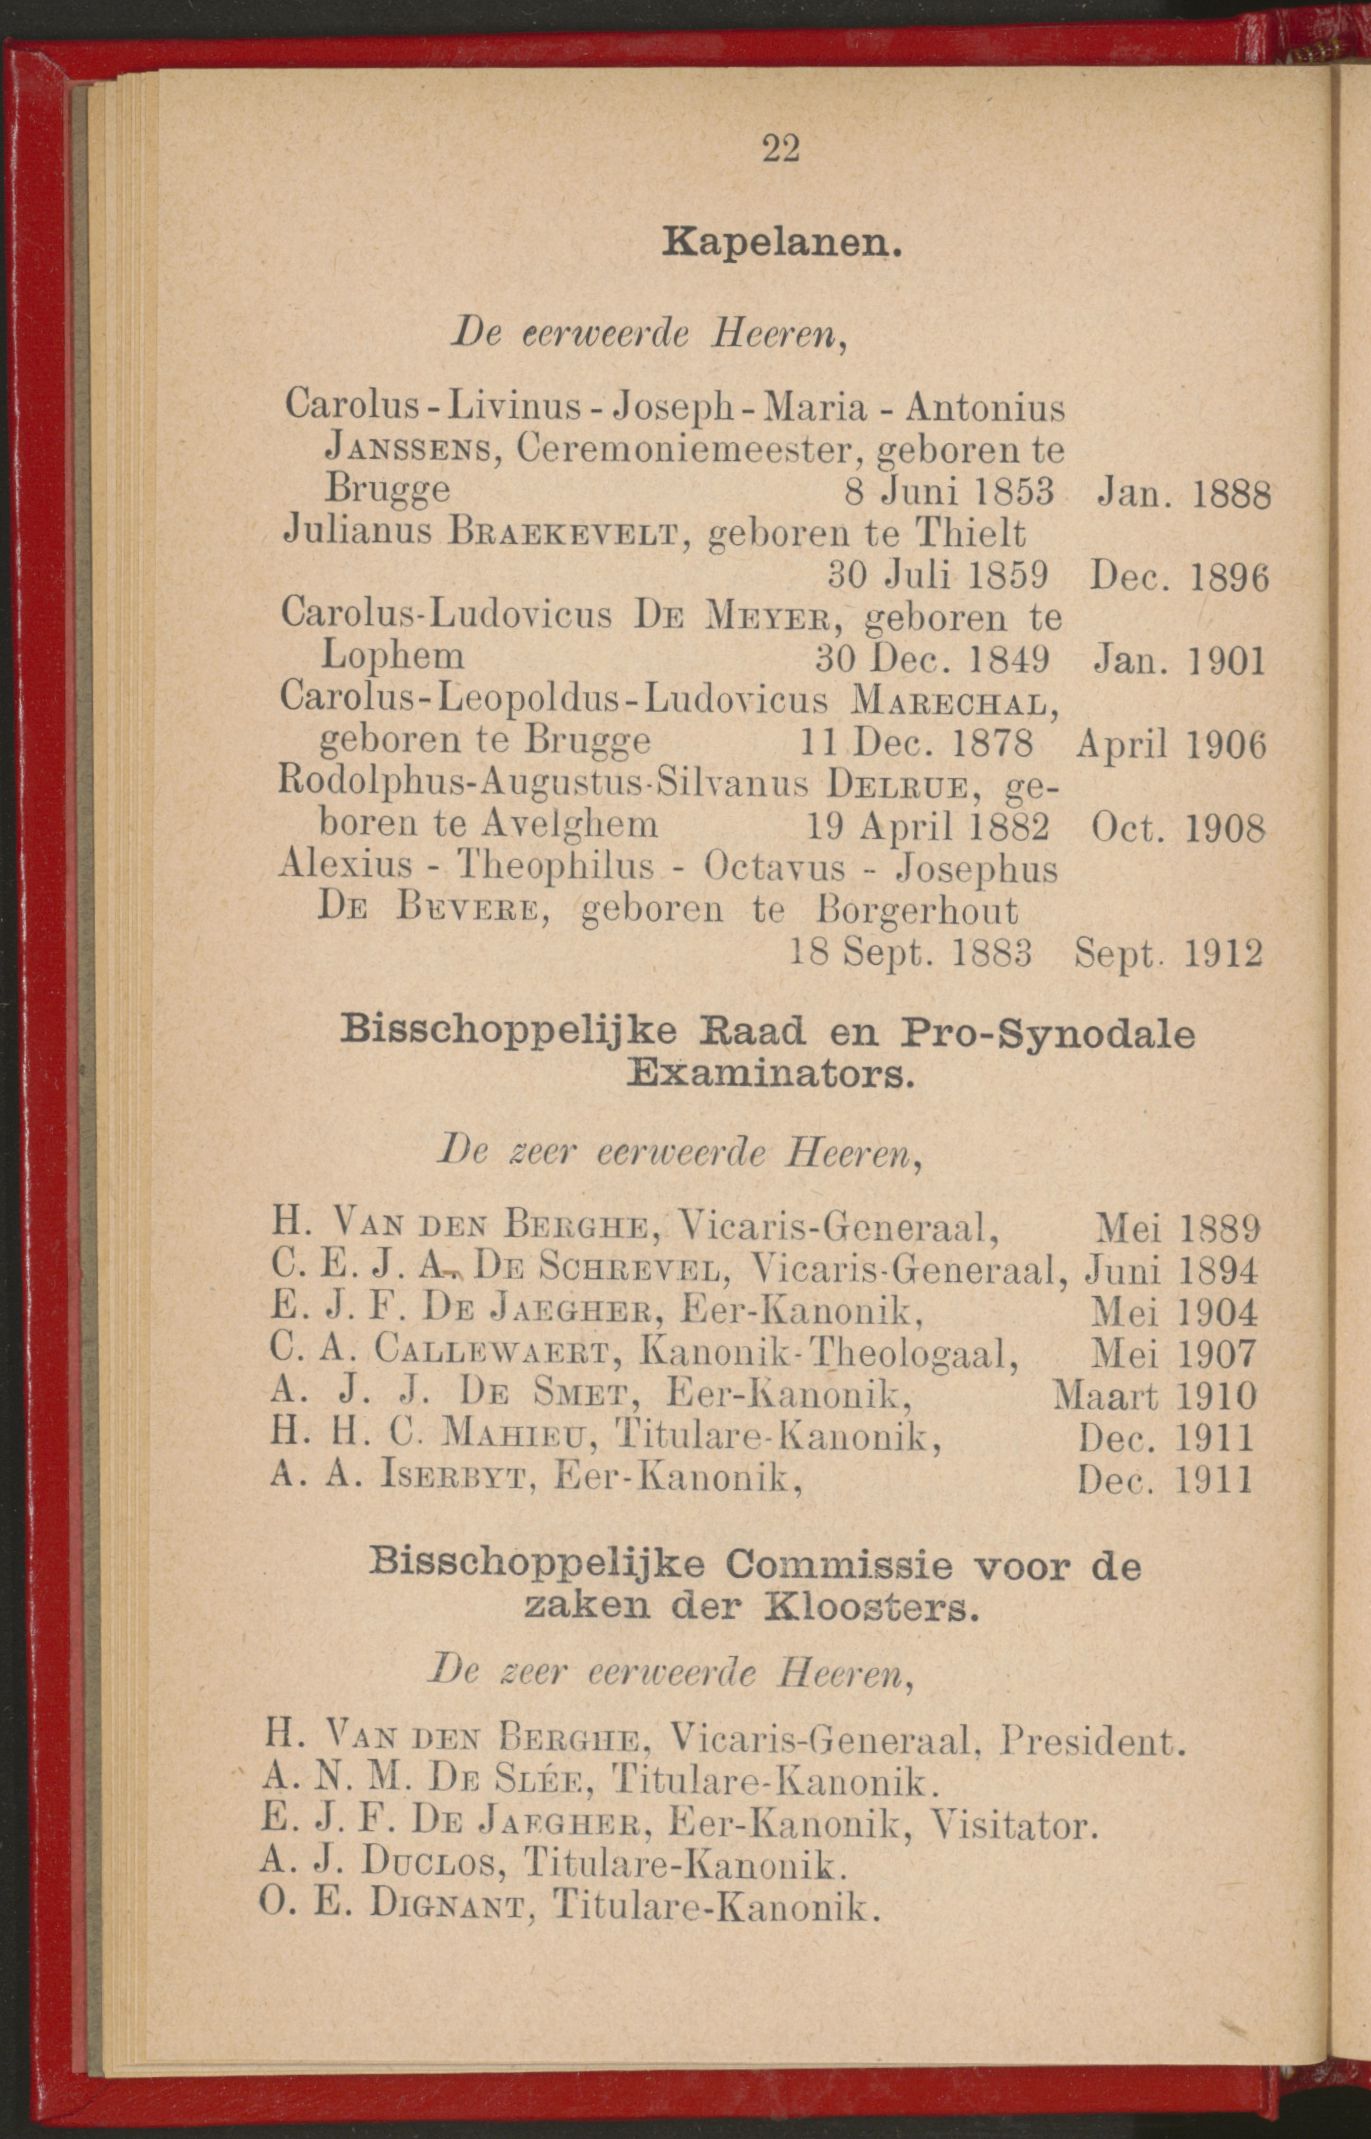 22
Kapelanen.
De eerweerde Heeren,
Carolus - Livinus - Joseph - Maria - Antonius
JANSSENS, Ceremoniemeester, geboren te
Brugge 8 Juni 1853 Jan. 1888
Julianus BRAEKEVELT, geboren te Thielt
30 Juli 1859 Dec. 1896
Carolus-Ludovicus DE MEYER, geboren te
Lophem 30 Dec. 1849 Jan. 1901
Carolus-Leopoldus-Ludovicus MARECHAL,
geboren te Brugge 11 Dec. 1878 April 1906
Rodolphus-Augustus-Silvanus DELRUE, ge-
boren te Avelghem 19 April 1882 Oct. 1908
Alexius - Theophilus - Octavus - Josephus
DE BEVERE, geboren te Borgerhout
18 Sept. 1883 Sept. 1912
Bisschoppelijke Raad en Pro-Synodale
Examinators.
De zeer eerweerde Heeren,
H. VAN DEN BERGHE, Vicaris-Generaal, Mei 1889
C. E. J. A. DE SCHREVEL, Vicaris-Generaal, Juni 1894
E. J. F. DE JAEGHER, Eer-Kanonik, Mei 1904
C. A. CALLEWAERT, Kanonik-Theologaal, Mei 1907
A. J. J. DE SMET, Eer-Kanonik, Maart 1910
H. H. C. MAHIEU, Titulare-Kanonik, Dec. 1911
A. A. ISERBYT, Eer-Kanonik, Dec. 1911
Bisschoppelijke Commissie voor de
zaken der Kloosters.
De zeer eerweerde Heeren,
H. VAN DEN BERGHE, Vicaris-Generaal, President.
A. N. M. DE SLÉE, Titulare-Kanonik.
E. J. F. DE JAEGHER, Eer-Kanonik, Visitator.
A. J. DUCLOS, Titulare-Kanonik.
O. E. DIGNANT, Titulare-Kanonik.